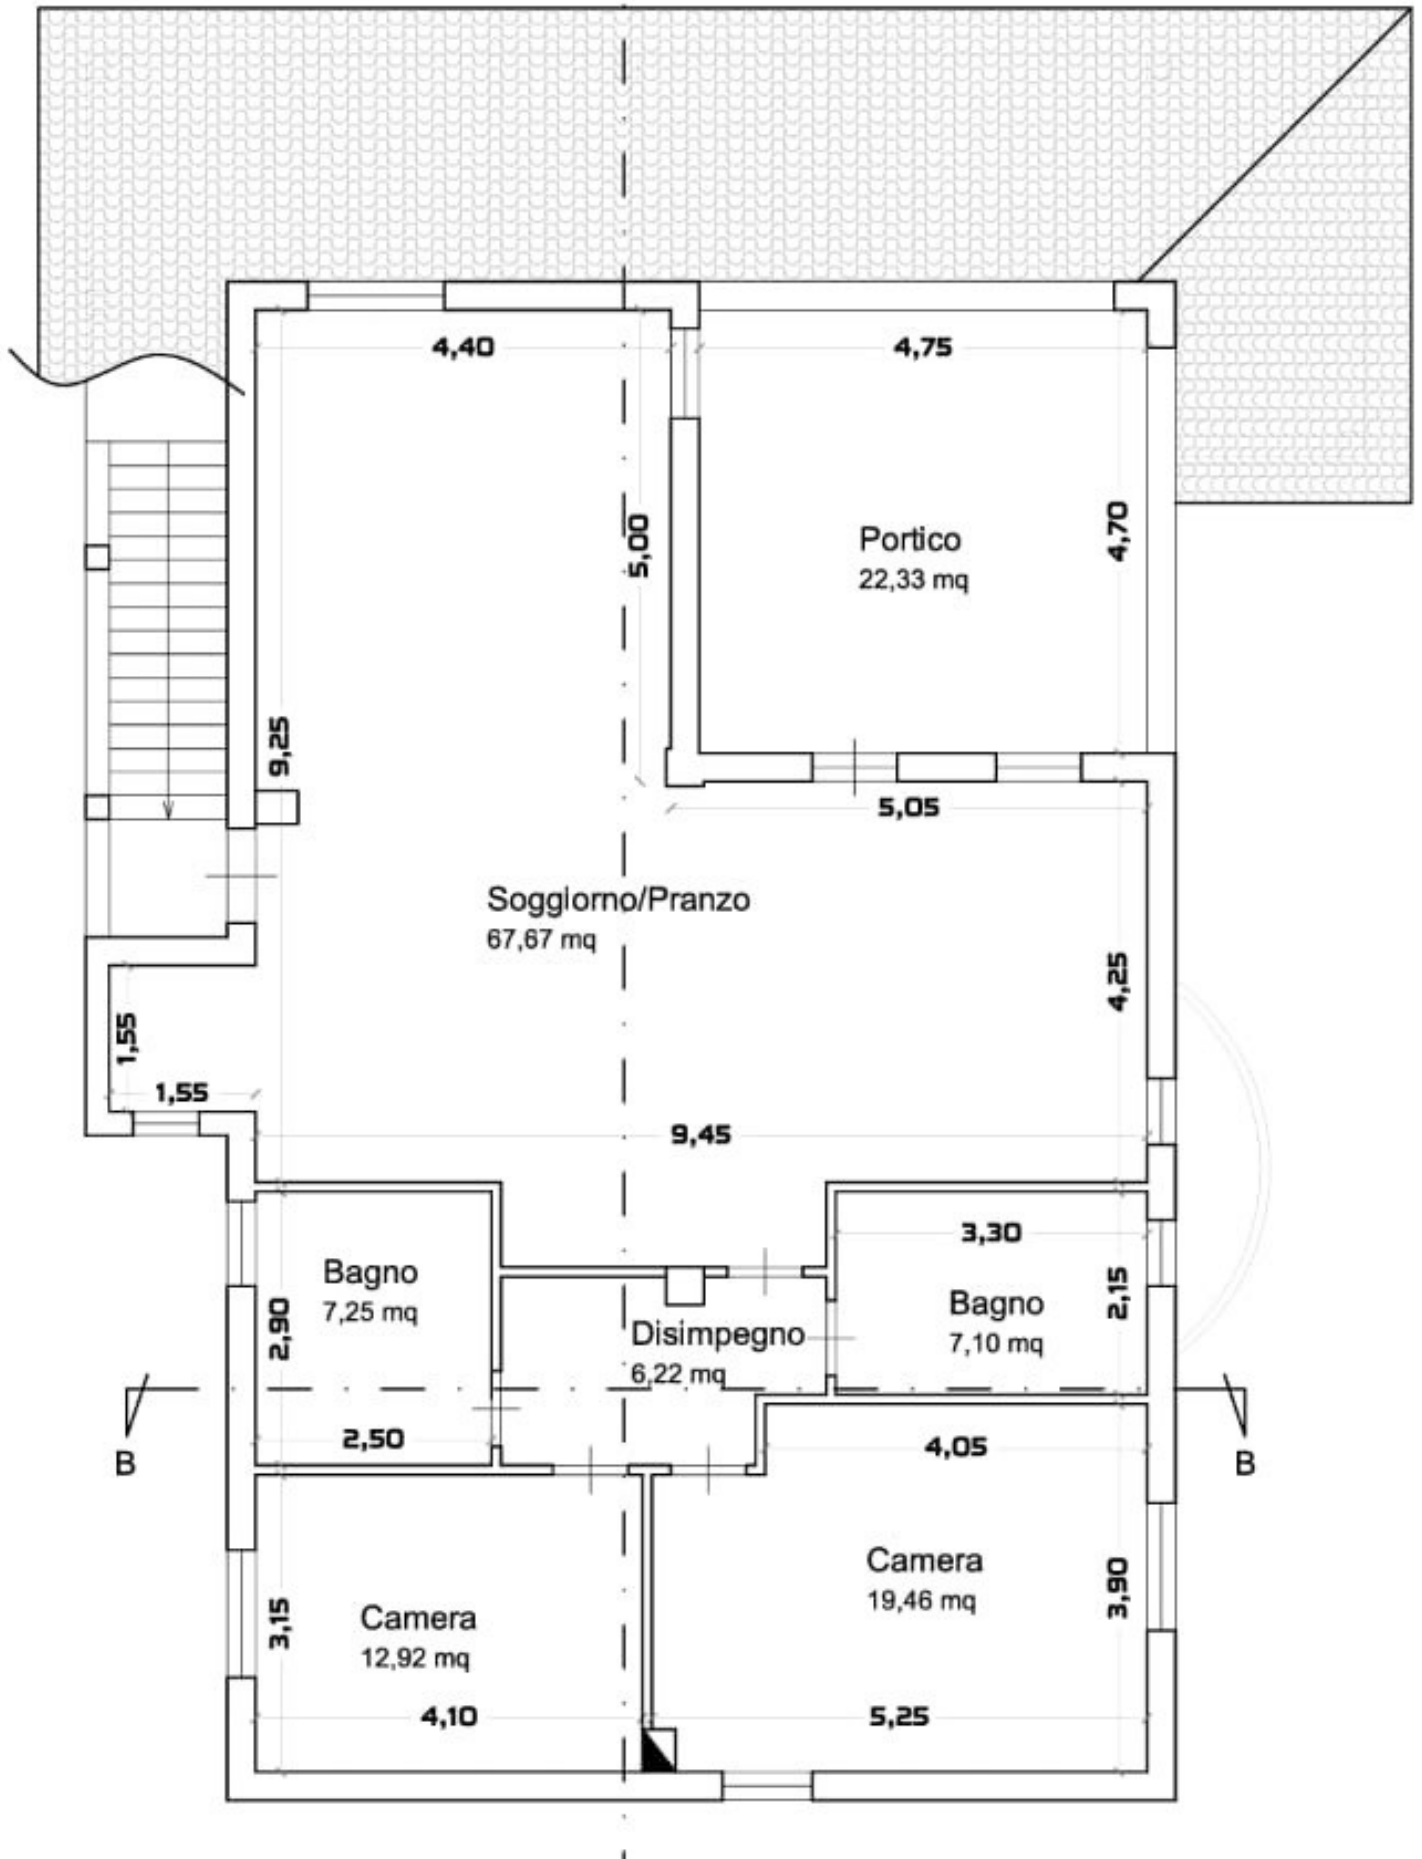 4,40
4,75
5,00
Portico
22,33 mq
4,70
9,25
5,05
Soggiorno/Pranzo
67,67 mq
4,25
1,55
1,55
9,45
3,30
Bagno
7,25 mq
2,90
Bagno
7,10 mq
2,15
Disimpegno
6,22 mq
2,50
4,05
B
B
Camera
19,46 mq
3,90
Camera
12,92 mq
3,15
4,10
5,25